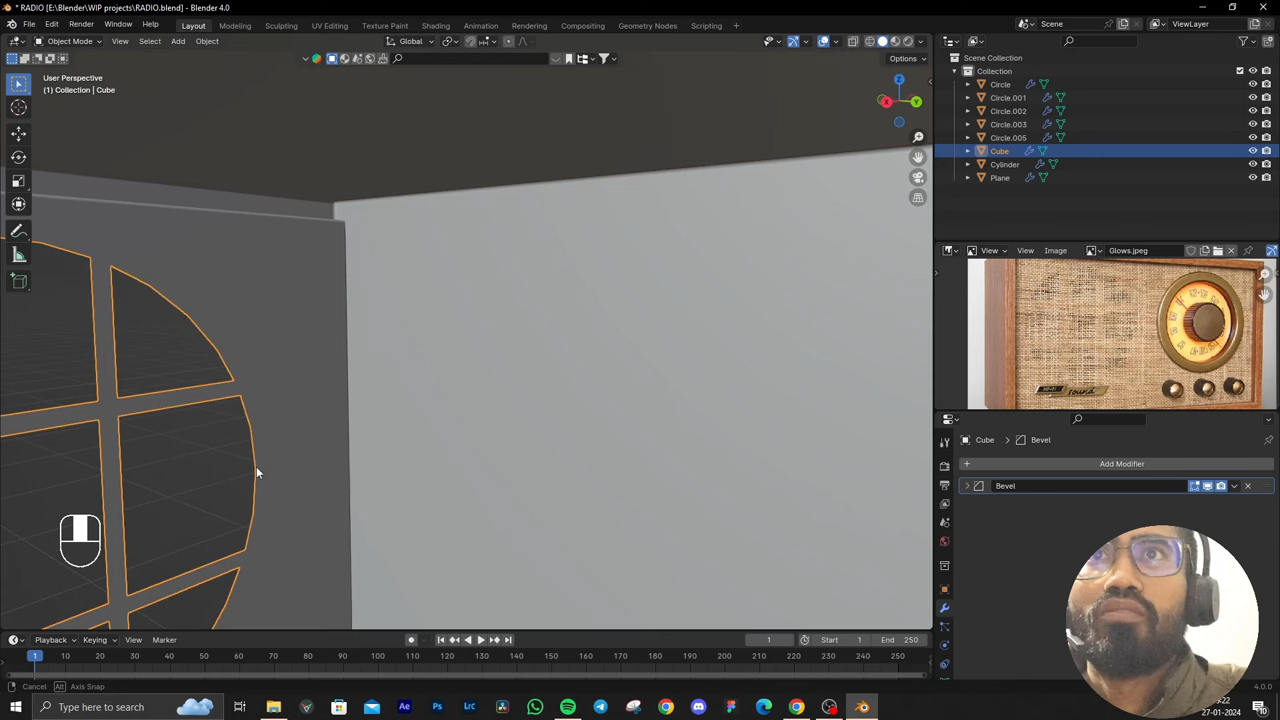 * RADIO [E:\Blender\WIP projects\RADIO.blend] - Blender 4.0
File Edit Render Window Help Layout Modeling Sculpting UV Editing Texture Paint Shading Animation Rendering Compositing Geometry Nodes Scripting Scene ViewLayer
Object Mode View Select Add Object Global
Options
User Perspective
(1) Collection | Cube
X Y Z
Scene Collection
Collection
Circle
Circle.001
Circle.002
Circle.003
Circle.005
Cube
Cylinder
Plane
View View Image Glows.jpeg
Cube Bevel
Add Modifier
Bevel
Playback Keying View Marker 1 Start 1 End 250
1 10 20 30 40 50 60 70 80 90 100 110 120 130 140 150 160 170 180 190 200 210 220 230 240 250
Cancel Alt Axis Snap 4.0.0
Type here to search
27-01-2024